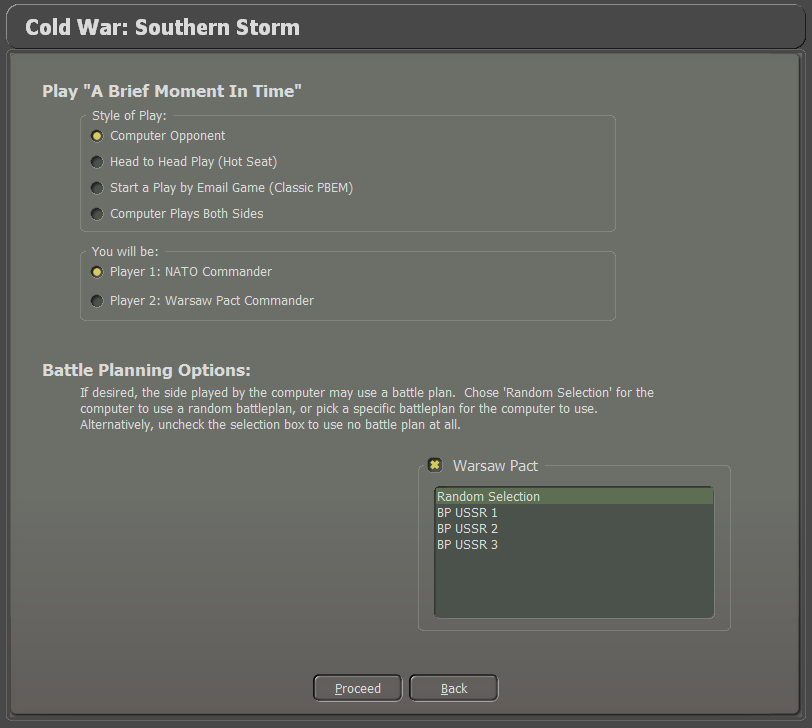 Cold War: Southern Storm
Play "A Brief Moment In Time"
Style of Play:
Computer Opponent
Head to Head Play (Hot Seat)
Start a Play by Email Game (Classic PBEM)
Computer Plays Both Sides
You will be:
Player 1: NATO Commander
Player 2: Warsaw Pact Commander
Battle Planning Options:
If desired, the side played by the computer may use a battle plan.  Chose 'Random Selection' for the
computer to use a random battleplan, or pick a specific battleplan for the computer to use.
Alternatively, uncheck the selection box to use no battle plan at all.
Warsaw Pact
Random Selection
BP USSR 1
BP USSR 2
BP USSR 3
Proceed
Back